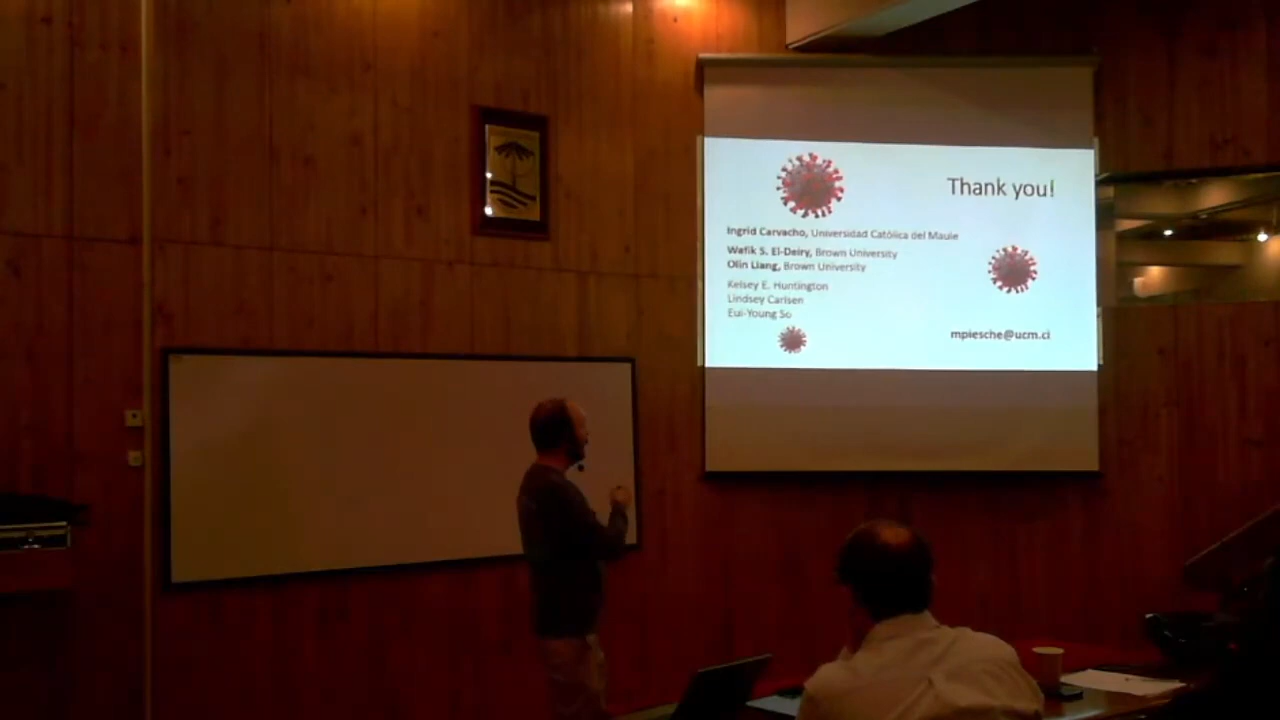 Thank you!
Ingrid Carvacho, Universidad Católica del Maule
Wafik S. El-Deiry, Brown University
Olin Liang, Brown University
Kelsey E. Huntington
Lindsey Carlsen
Eui-Young So
mpiesche@ucm.cl